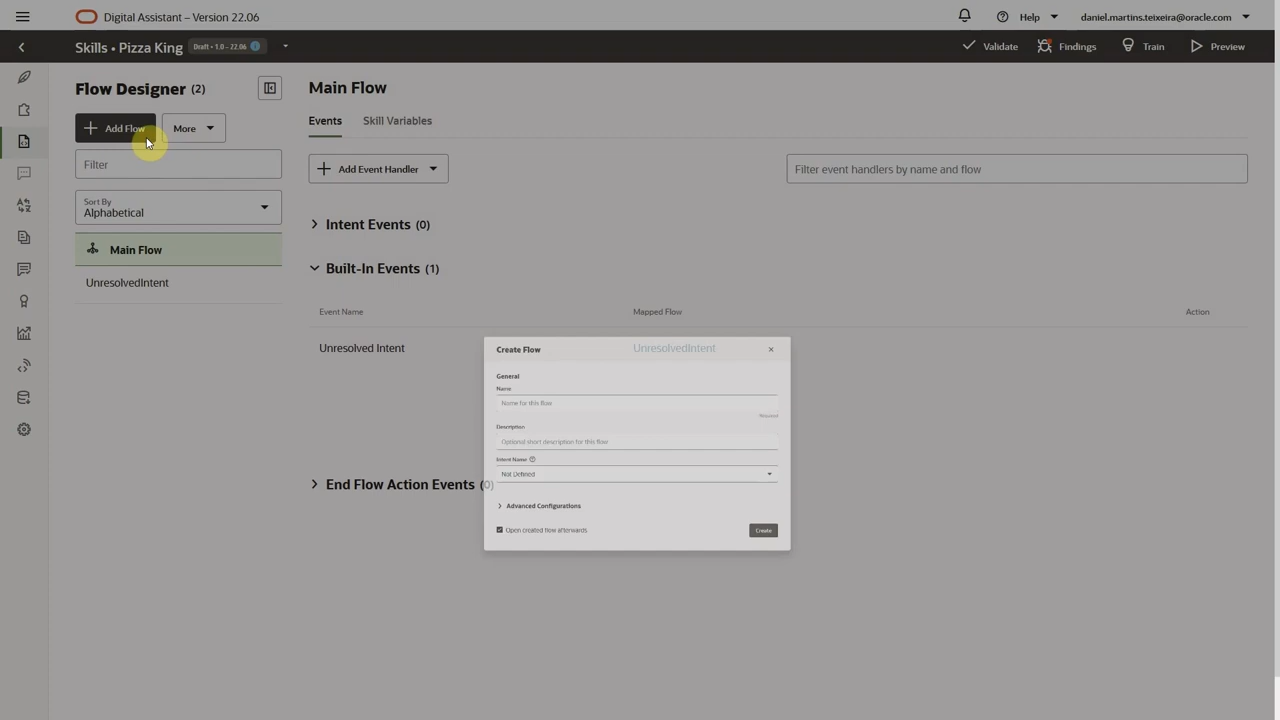 Digital Assistant – Version 22.06
Help
daniel.martins.teixeira@oracle.com
Skills • Pizza King
Draft • 1.0 – 22.06
Validate
Findings
Train
Preview
Flow Designer (2)
Add Flow
More
Filter
Sort By
Alphabetical
Main Flow
UnresolvedIntent
Main Flow
Events
Skill Variables
Add Event Handler
Filter event handlers by name and flow
Intent Events (0)
Built-In Events (1)
Event Name
Mapped Flow
Action
Unresolved Intent
UnresolvedIntent
End Flow Action Events (0)
Create Flow
General
Name
Name for this flow
Required
Description
Optional short description for this flow
Intent Name
Not Defined
Advanced Configurations
Open created flow afterwards
Create